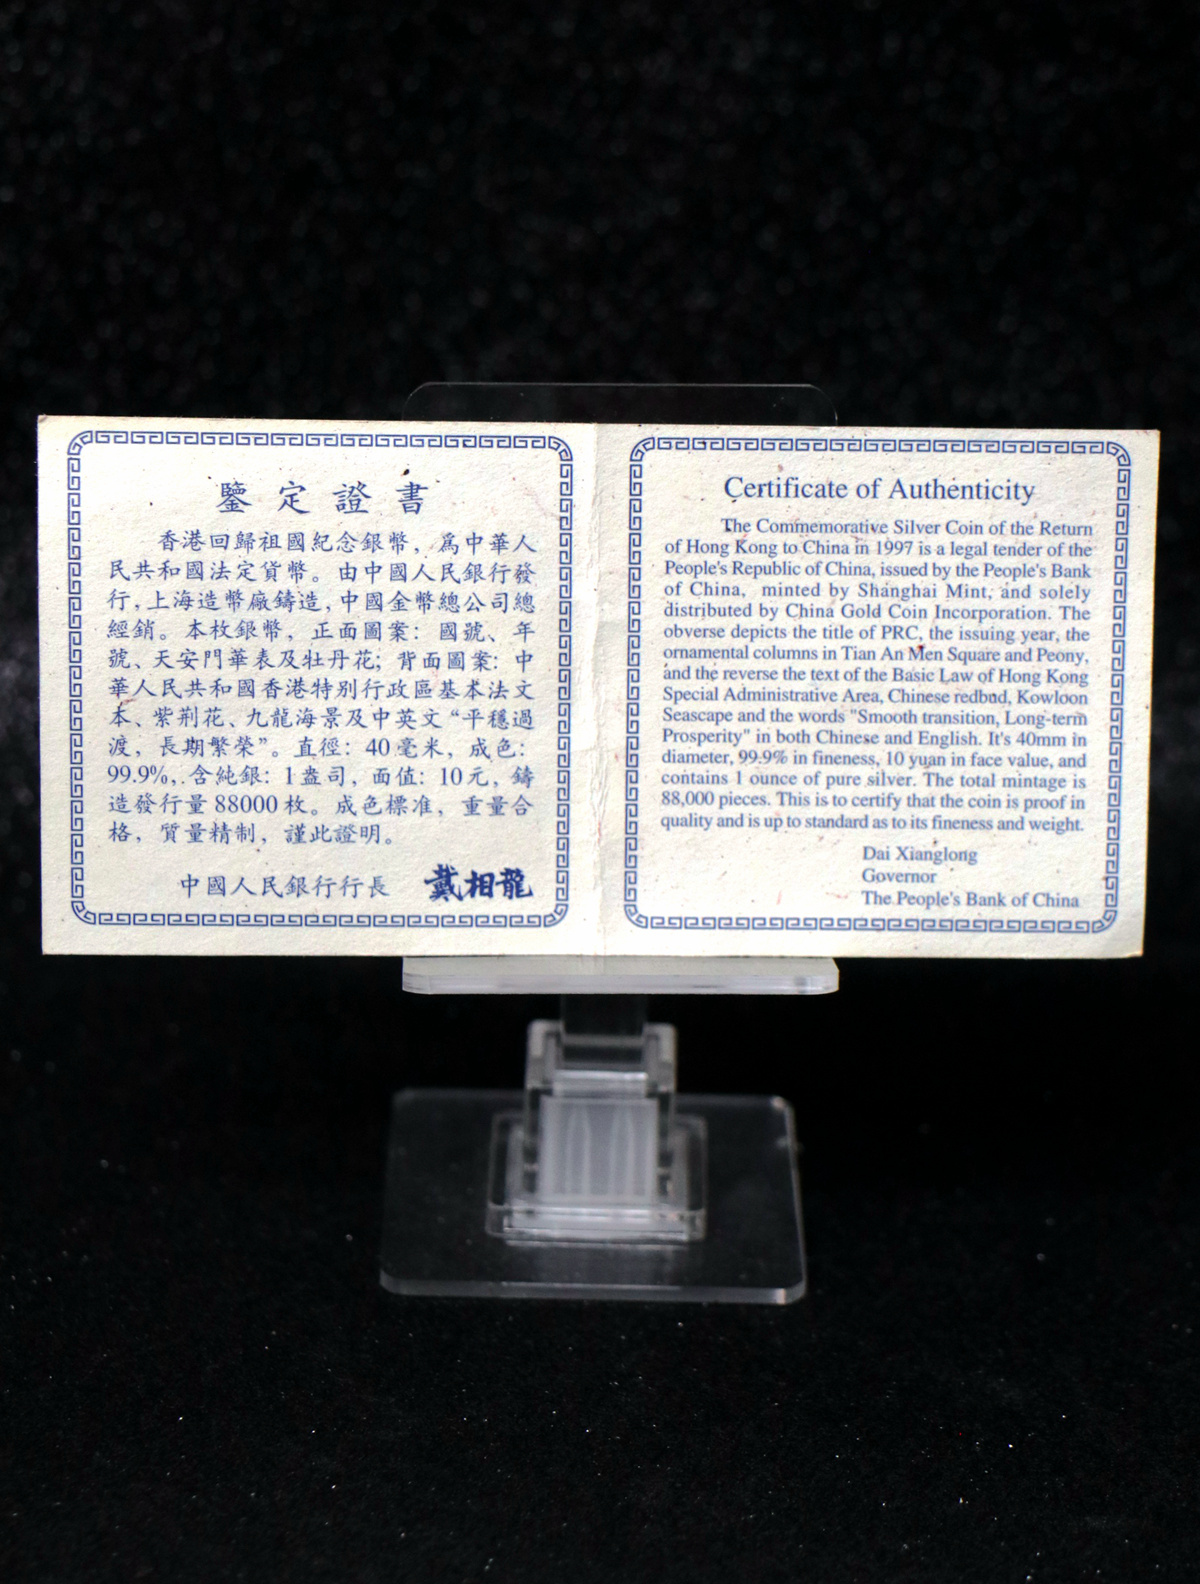 鑒定證書
香港回歸祖國紀念銀幣，爲中華人
民共和國法定貨幣。由中國人民銀行發
行，上海造幣廠鑄造，中國金幣總公司總
經銷。本枚銀幣，正面圖案：國號、年
號、天安門華表及牡丹花；背面圖案：中
華人民共和國香港特别行政區基本法文
本、紫荆花、九龍海景及中英文“平穩過
渡，長期繁榮”。直徑：40毫米，成色：
99.9%，含純銀：1盎司，面值：10元，鑄
造發行量88000枚。成色標准，重量合
格，質量精制，謹此證明。
中國人民銀行行長 戴相龍
Certificate of Authenticity
The Commemorative Silver Coin of the Return
of Hong Kong to China in 1997 is a legal tender of the
People's Republic of China, issued by the People's Bank
of China, minted by Shanghai Mint, and solely
distributed by China Gold Coin Incorporation. The
obverse depicts the title of PRC, the issuing year, the
ornamental columns in Tian An Men Square and Peony,
and the reverse the text of the Basic Law of Hong Kong
Special Administrative Area, Chinese redbud, Kowloon
Seascape and the words "Smooth transition, Long-term
Prosperity" in both Chinese and English. It's 40mm in
diameter, 99.9% in fineness, 10 yuan in face value, and
contains 1 ounce of pure silver. The total mintage is
88,000 pieces. This is to certify that the coin is proof in
quality and is up to standard as to its fineness and weight.
Dai Xianglong
Governor
The People's Bank of China